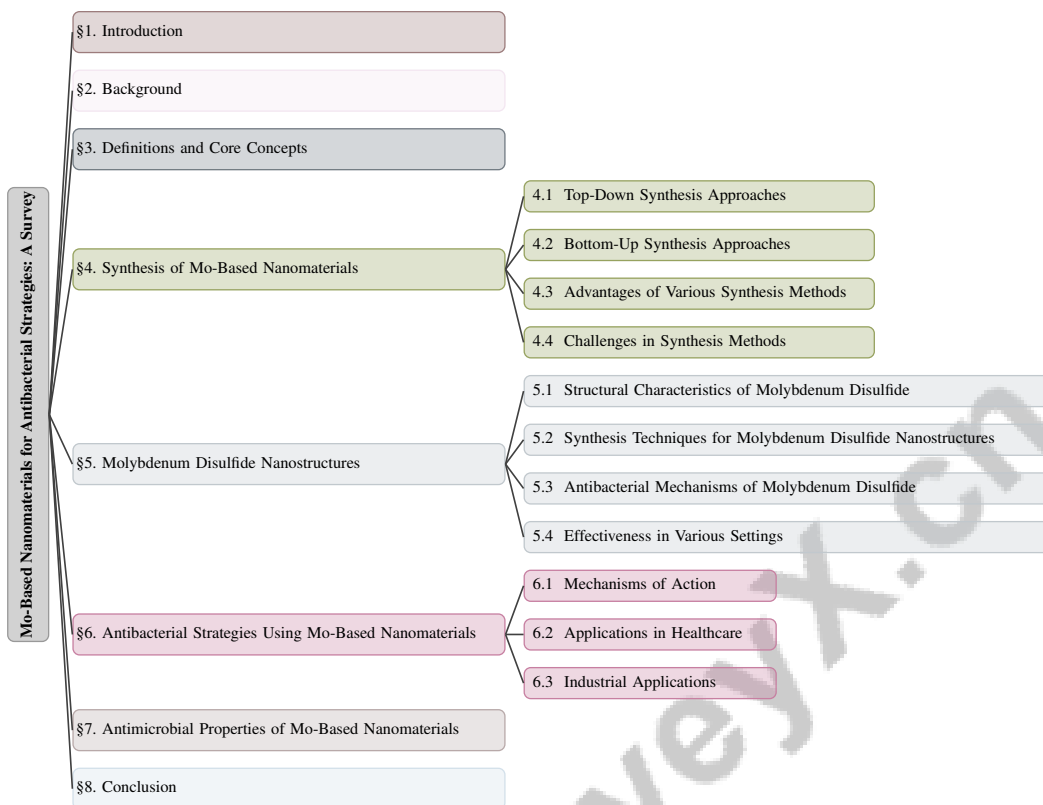 Mo-Based Nanomaterials for Antibacterial Strategies: A Survey
§1. Introduction
§2. Background
§3. Definitions and Core Concepts
§4. Synthesis of Mo-Based Nanomaterials
4.1 Top-Down Synthesis Approaches
4.2 Bottom-Up Synthesis Approaches
4.3 Advantages of Various Synthesis Methods
4.4 Challenges in Synthesis Methods
§5. Molybdenum Disulfide Nanostructures
5.1 Structural Characteristics of Molybdenum Disulfide
5.2 Synthesis Techniques for Molybdenum Disulfide Nanostructures
5.3 Antibacterial Mechanisms of Molybdenum Disulfide
5.4 Effectiveness in Various Settings
§6. Antibacterial Strategies Using Mo-Based Nanomaterials
6.1 Mechanisms of Action
6.2 Applications in Healthcare
6.3 Industrial Applications
§7. Antimicrobial Properties of Mo-Based Nanomaterials
§8. Conclusion
veyx.cn